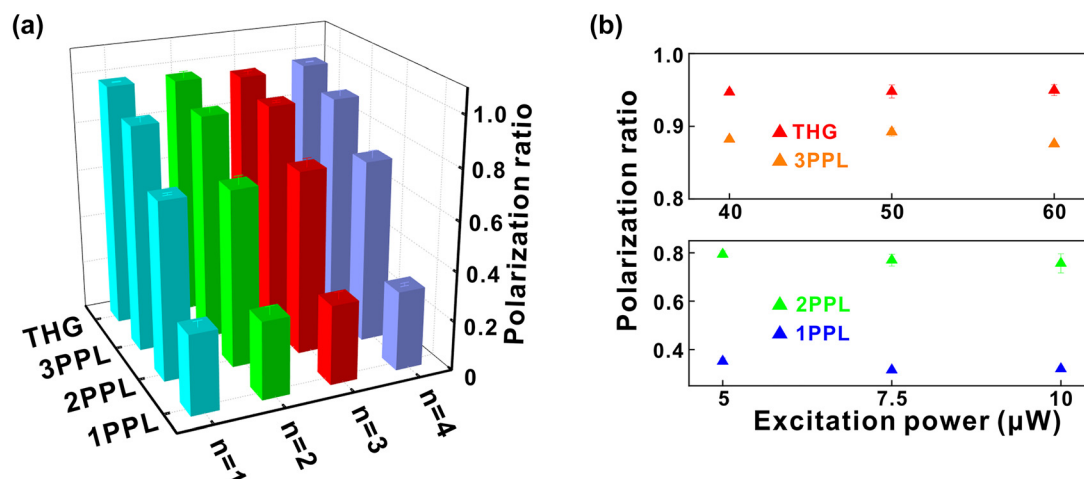 (a)
1.0
0.8
0.6
0.4
0.2
0
Polarization ratio
THG
3PPL
2PPL
1PPL
n=1
n=2
n=3
n=4
(b)
Polarization ratio
1.0
0.9
0.8
THG
3PPL
40
50
60
0.8
0.6
0.4
2PPL
1PPL
5
7.5
10
Excitation power (μW)